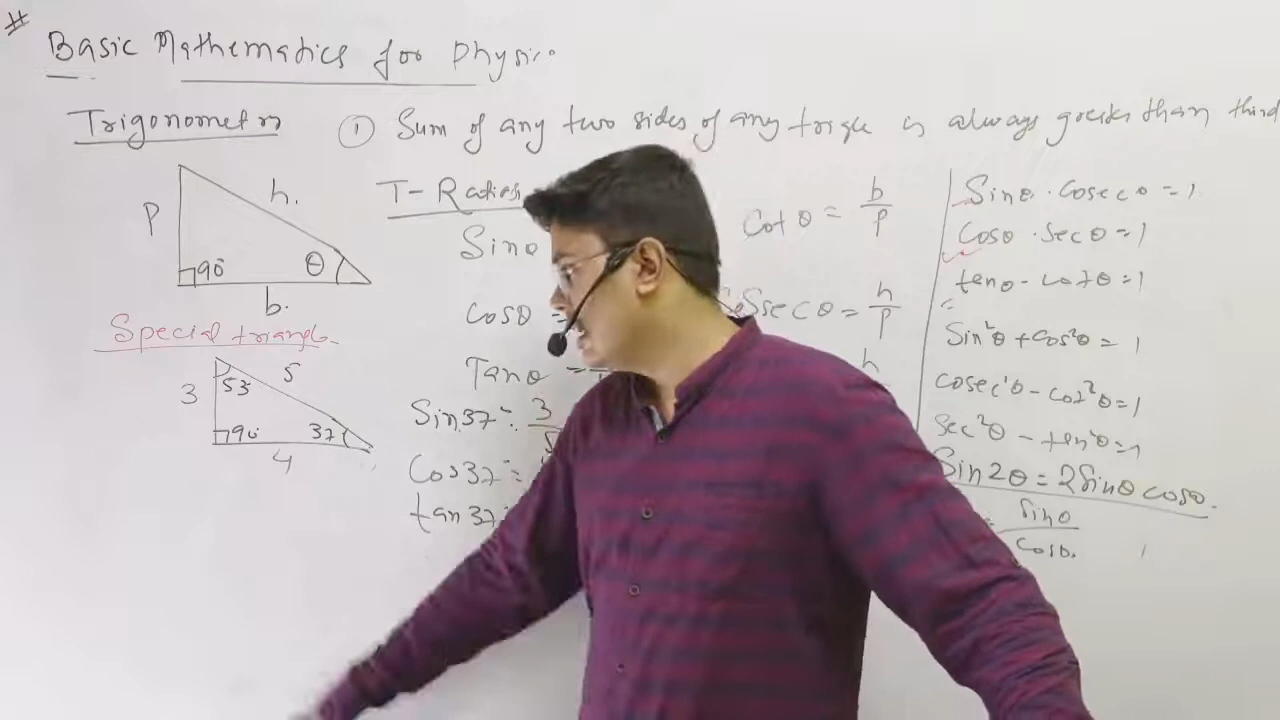 #
Basic Mathematics for Physic
Trigonometry
① Sum of any two sides of any triangle is always greater than third
P
h.
90°
θ
b.
T-Ratios
Sinθ
cosθ =
Tanθ =
Cotθ = b/P
Cossecθ = h/P
h
Sinθ · Cosecθ = 1
Cosθ · Secθ = 1
tanθ - cotθ = 1
Sin²θ + Cos²θ = 1
cosec²θ - cot²θ = 1
Sec²θ - tan²θ = 1
Sin2θ = 2Sinθ cosθ.
= Sinθ/Cosθ.
Special triangle
3
53°
5
90°
37°
4
Sin37° = 3/5
Cos37° =
tan37°